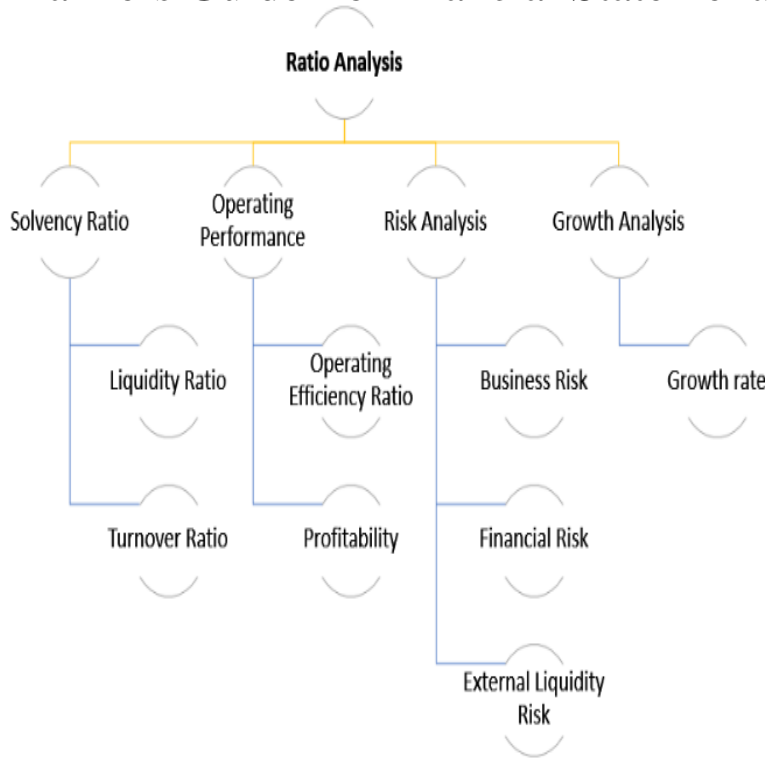 Ratio Analysis
Solvency Ratio
Operating
Performance
Risk Analysis
Growth Analysis
Liquidity Ratio
Operating
Efficiency Ratio
Business Risk
Growth rate
Turnover Ratio
Profitability
Financial Risk
External Liquidity
Risk